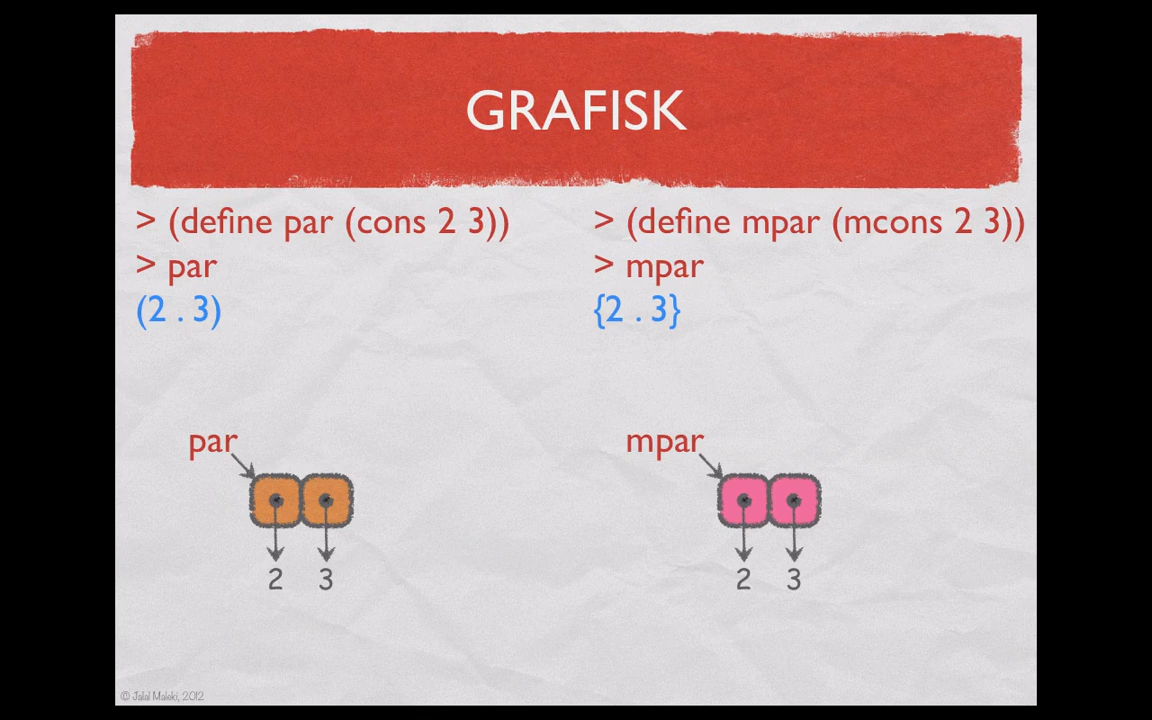 GRAFISK
> (define par (cons 2 3))
> par
(2 . 3)
> (define mpar (mcons 2 3))
> mpar
{2 . 3}
par
2 3
mpar
2 3
© Jalal Maleki, 2012